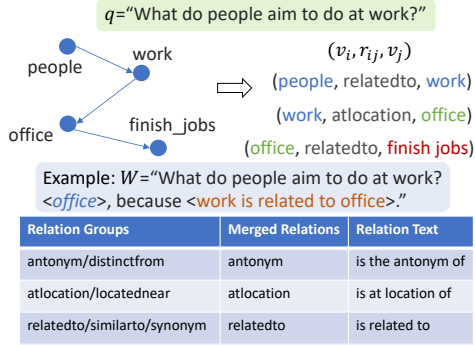 q="What do people aim to do at work?"
people
work
office
finish_jobs
(vi, rij, vj)
(people, relatedto, work)
(work, atlocation, office)
(office, relatedto, finish jobs)
Example: W="What do people aim to do at work?
<office>, because <work is related to office>."
Relation Groups Merged Relations Relation Text
antonym/distinctfrom antonym is the antonym of
atlocation/locatednear atlocation is at location of
relatedto/similarto/synonym relatedto is related to